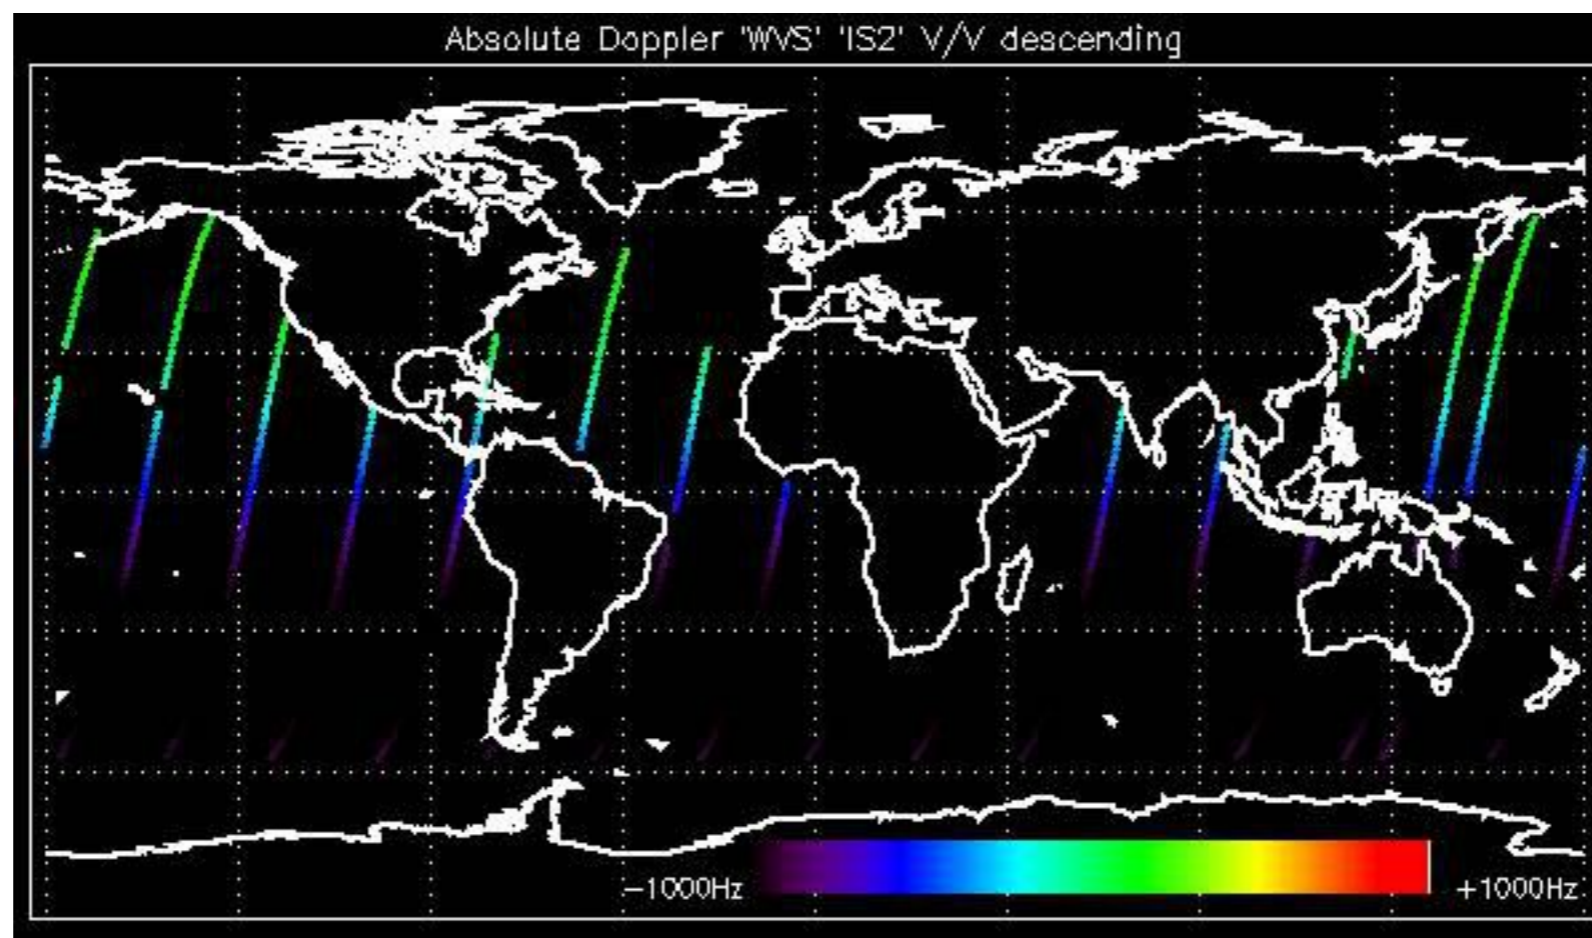 Absolute Doppler 'WVS' 'IS2' V/V descending
−1000Hz +1000Hz